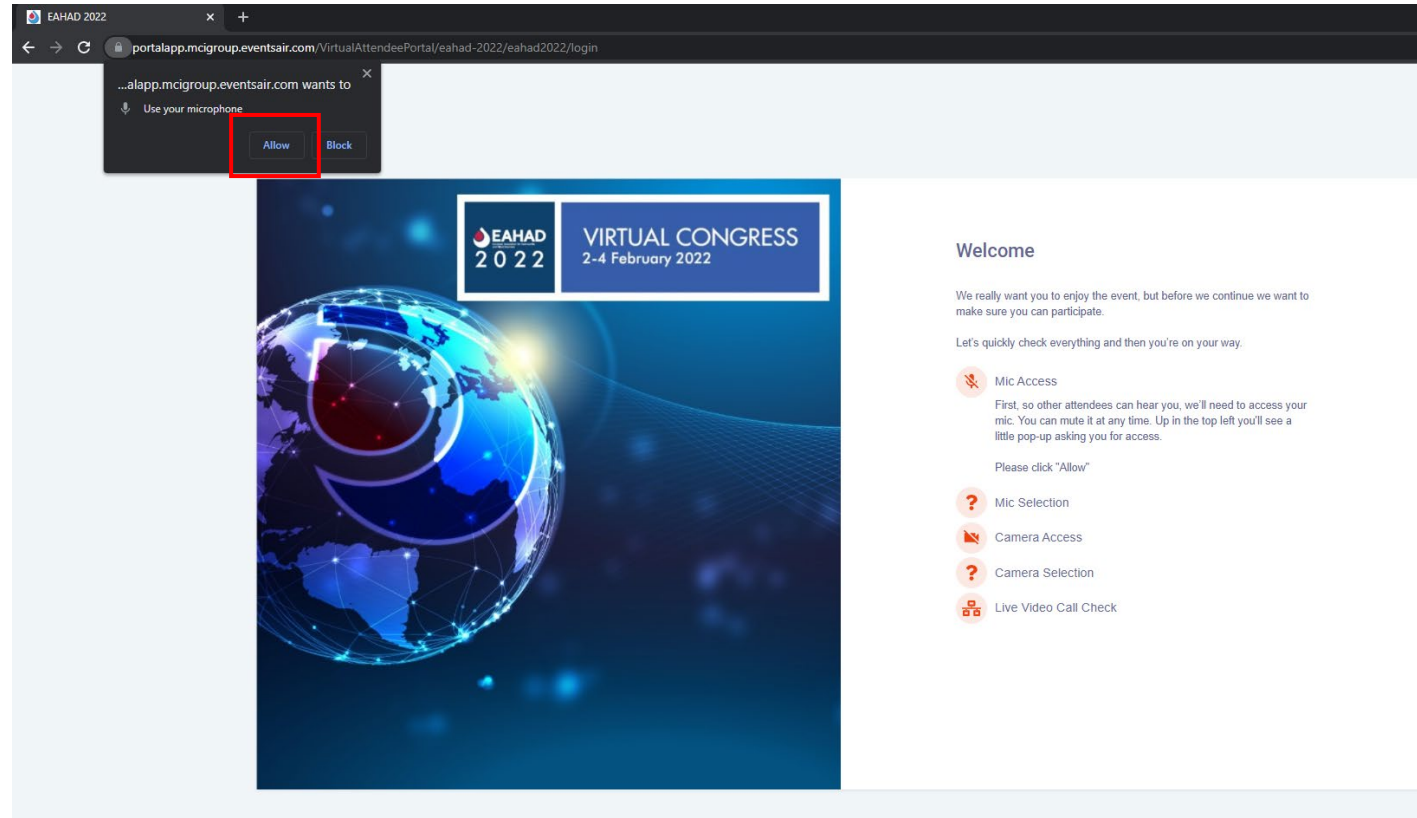 EAHAD 2022
portalapp.mcigroup.eventsair.com/VirtualAttendeePortal/eahad-2022/eahad2022/login
...alapp.mcigroup.eventsair.com wants to
Use your microphone
Allow
Block
EAHAD
2022
VIRTUAL CONGRESS
2-4 February 2022
Welcome
We really want you to enjoy the event, but before we continue we want to
make sure you can participate.
Let's quickly check everything and then you're on your way.
Mic Access
First, so other attendees can hear you, we'll need to access your
mic. You can mute it at any time. Up in the top left you'll see a
little pop-up asking you for access.
Please click "Allow"
Mic Selection
Camera Access
Camera Selection
Live Video Call Check